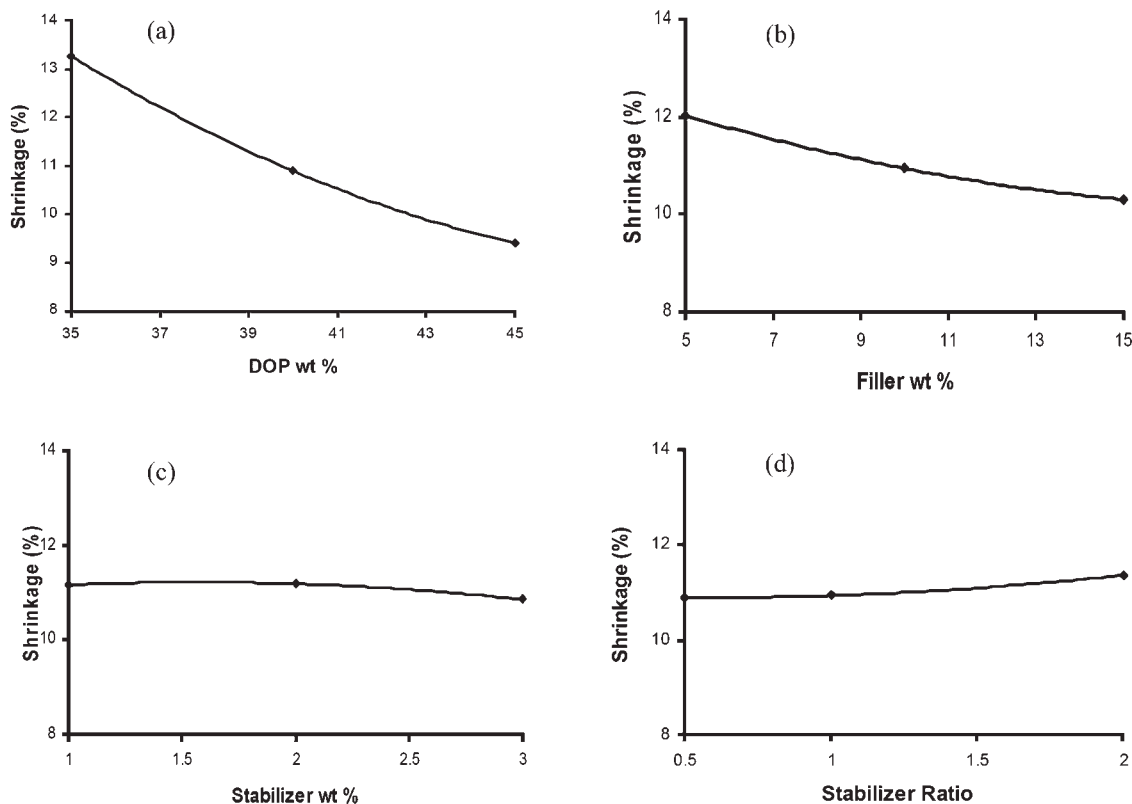 (a)
Shrinkage (%)
14
13
12
11
10
9
8
35 37 39 41 43 45
DOP wt %
(b)
Shrinkage (%)
14
12
10
8
5 7 9 11 13 15
Filler wt %
(c)
Shrinkage (%)
14
12
10
8
1 1.5 2 2.5 3
Stabilizer wt %
(d)
Shrinkage (%)
14
12
10
8
0.5 1 1.5 2
Stabilizer Ratio